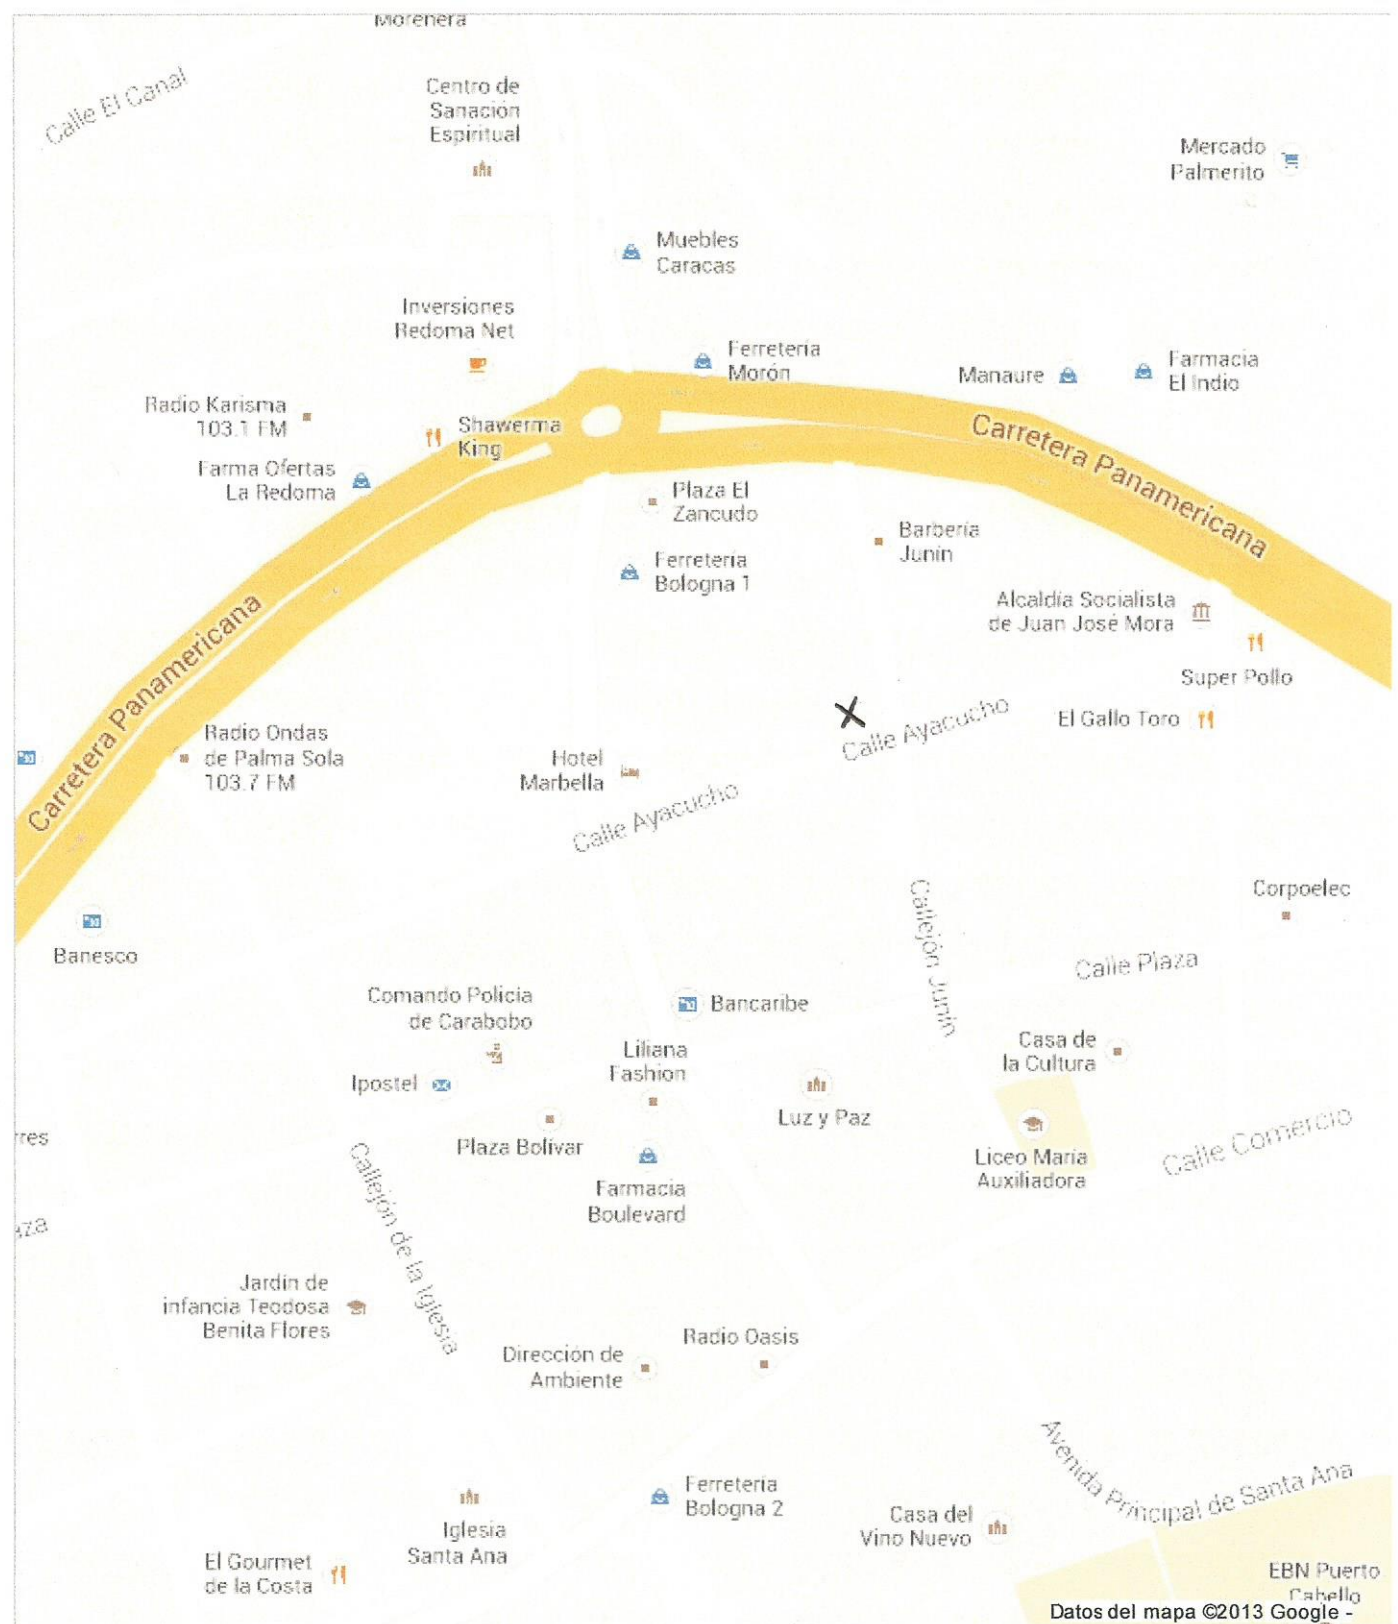 Morenera
Calle El Canal
Centro de
Sanación
Espiritual
Mercado
Palmerito
Muebles
Caracas
Inversiones
Redoma Net
Ferretería
Morón
Manaure
Farmacia
El Indio
Radio Karisma
103.1 FM
Shawerma
King
Carretera Panamericana
Farma Ofertas
La Redoma
Plaza El
Zancudo
Barbería
Junín
Ferretería
Bologna 1
Alcaldía Socialista
de Juan José Mora
Super Pollo
Carretera Panamericana
Calle Ayacucho
El Gallo Toro
Radio Ondas
de Palma Sola
103.7 FM
Hotel
Marbella
Calle Ayacucho
Callejón Junín
Corpoelec
Banesco
Calle Plaza
Comando Policía
de Carabobo
Bancaribe
Casa de
la Cultura
Liliana
Fashion
Ipostel
Luz y Paz
Plaza Bolívar
rres
Calle Comercio
Liceo María
Auxiliadora
Farmacia
Boulevard
aza
Callejón de la Iglesia
Jardín de
infancia Teodosa
Benita Flores
Radio Oasis
Dirección de
Ambiente
Avenida Principal de Santa Ana
Ferretería
Bologna 2
Casa del
Vino Nuevo
Iglesia
Santa Ana
El Gourmet
de la Costa
EBN Puerto
Cabello
Datos del mapa ©2013 Google -